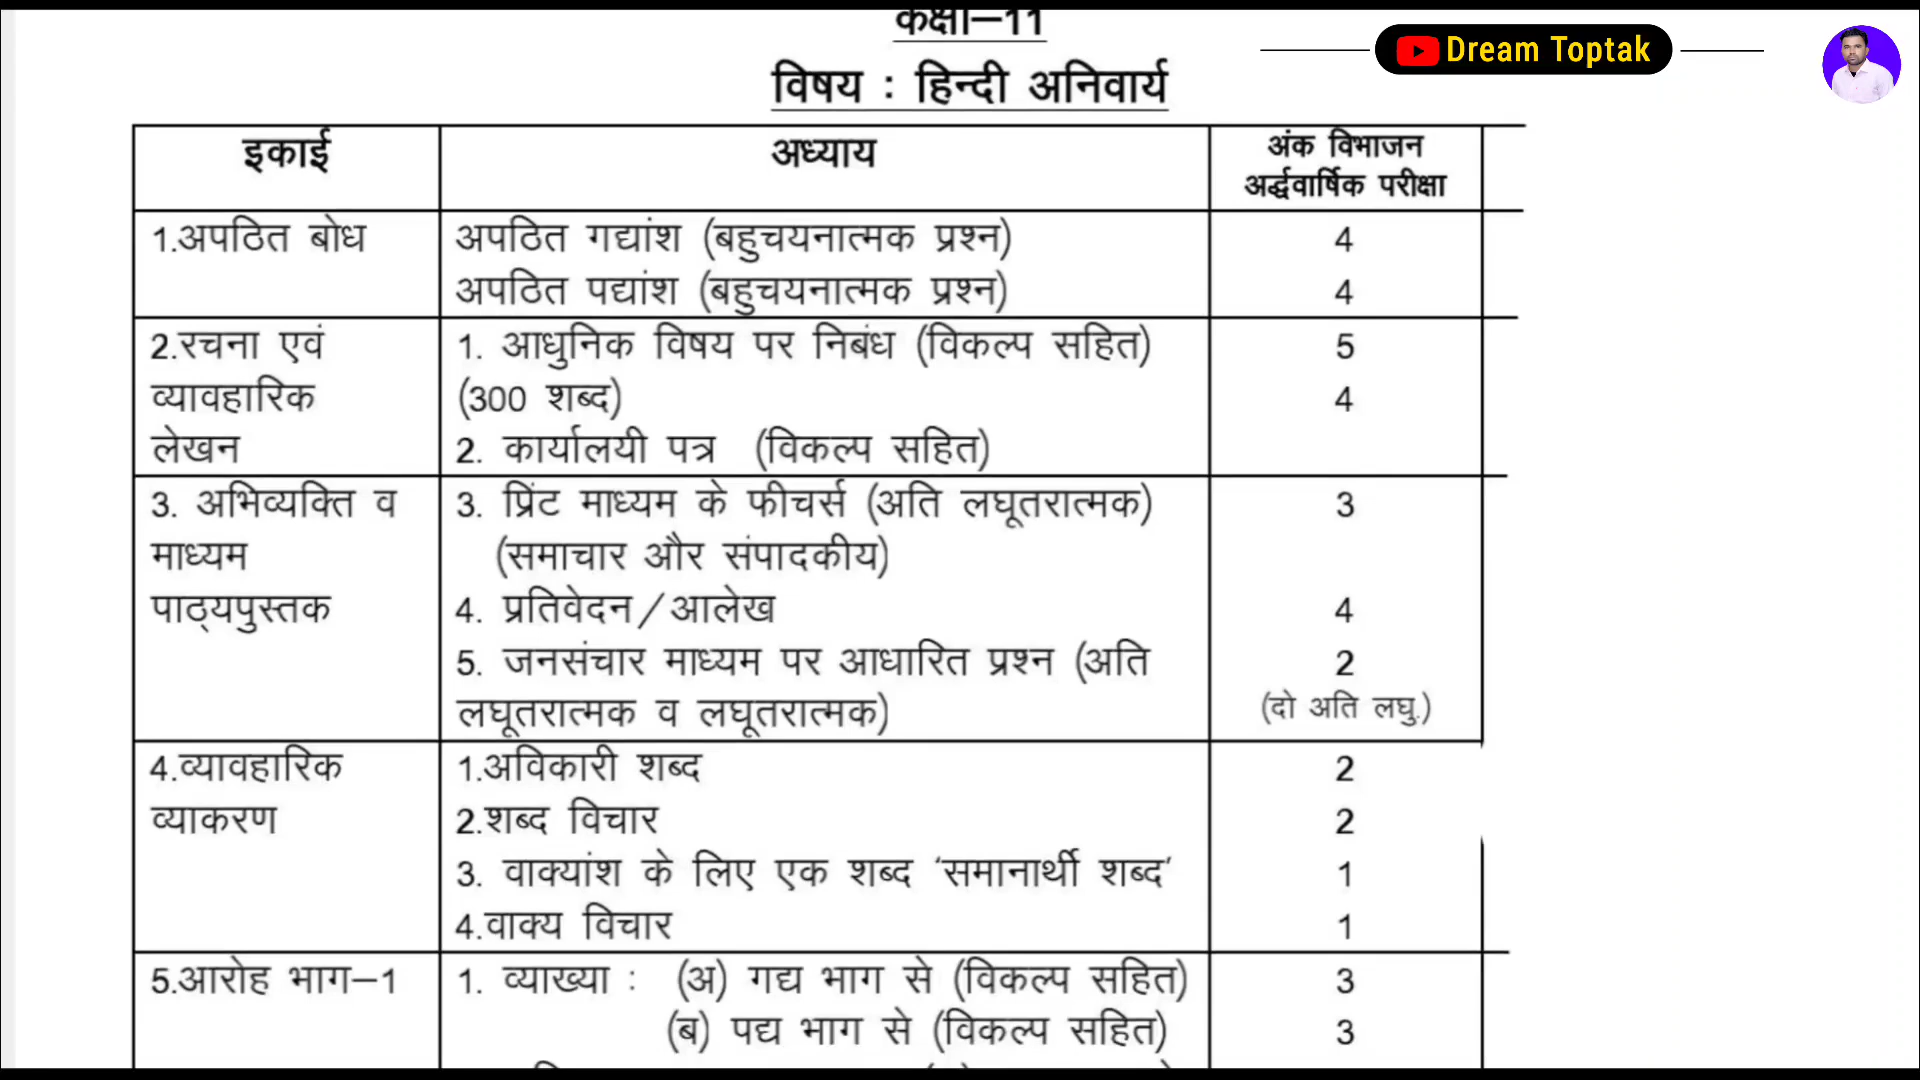 कक्षा–11
Dream Toptak
विषय : हिन्दी अनिवार्य
इकाई
अध्याय
अंक विभाजन
अर्द्धवार्षिक परीक्षा
1.अपठित बोध
अपठित गद्यांश (बहुचयनात्मक प्रश्न)
4
अपठित पद्यांश (बहुचयनात्मक प्रश्न)
4
2.रचना एवं
व्यावहारिक
लेखन
1. आधुनिक विषय पर निबंध (विकल्प सहित)
(300 शब्द)
2. कार्यालयी पत्र (विकल्प सहित)
5
4
3. अभिव्यक्ति व
माध्यम
पाठ्यपुस्तक
3. प्रिंट माध्यम के फीचर्स (अति लघूतरात्मक)
(समाचार और संपादकीय)
4. प्रतिवेदन/आलेख
5. जनसंचार माध्यम पर आधारित प्रश्न (अति
लघूतरात्मक व लघूतरात्मक)
3
4
2
(दो अति लघु.)
4.व्यावहारिक
व्याकरण
1.अविकारी शब्द
2.शब्द विचार
3. वाक्यांश के लिए एक शब्द ‘समानार्थी शब्द’
4.वाक्य विचार
2
2
1
1
5.आरोह भाग–1
1. व्याख्या : (अ) गद्य भाग से (विकल्प सहित)
(ब) पद्य भाग से (विकल्प सहित)
3
3